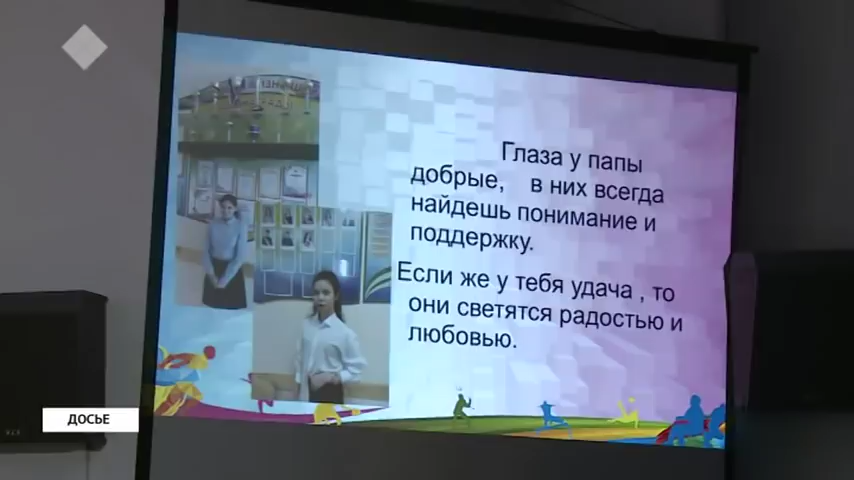 Глаза у папы
добрые, в них всегда
найдешь понимание и
поддержку.
Если же у тебя удача , то
они светятся радостью и
любовью.
ДОСЬЕ